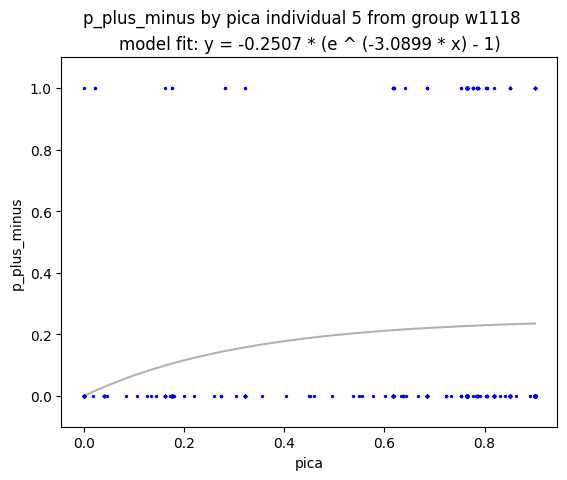 p_plus_minus by pica individual 5 from group w1118
model fit: y = -0.2507 * (e ^ (-3.0899 * x) - 1)
1.0
0.8
0.6
0.4
0.2
0.0
p_plus_minus
0.0 0.2 0.4 0.6 0.8
pica